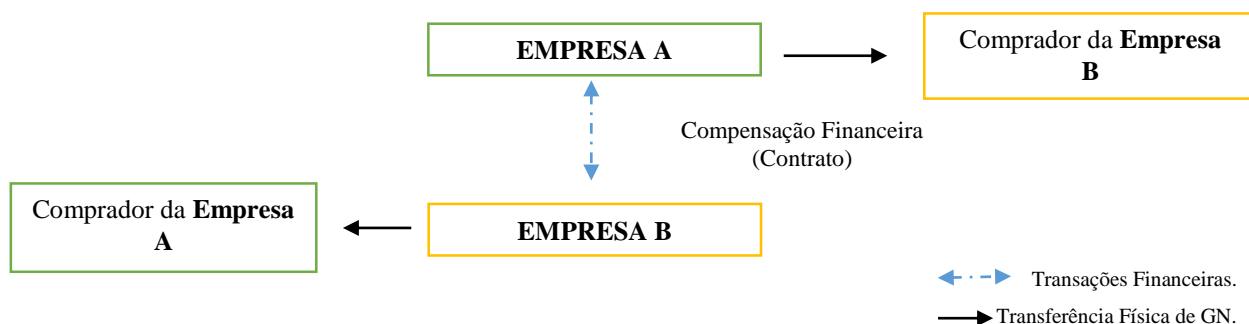 EMPRESA A
Comprador da Empresa
B
Compensação Financeira
(Contrato)
Comprador da Empresa
A
EMPRESA B
Transações Financeiras.
Transferência Física de GN.